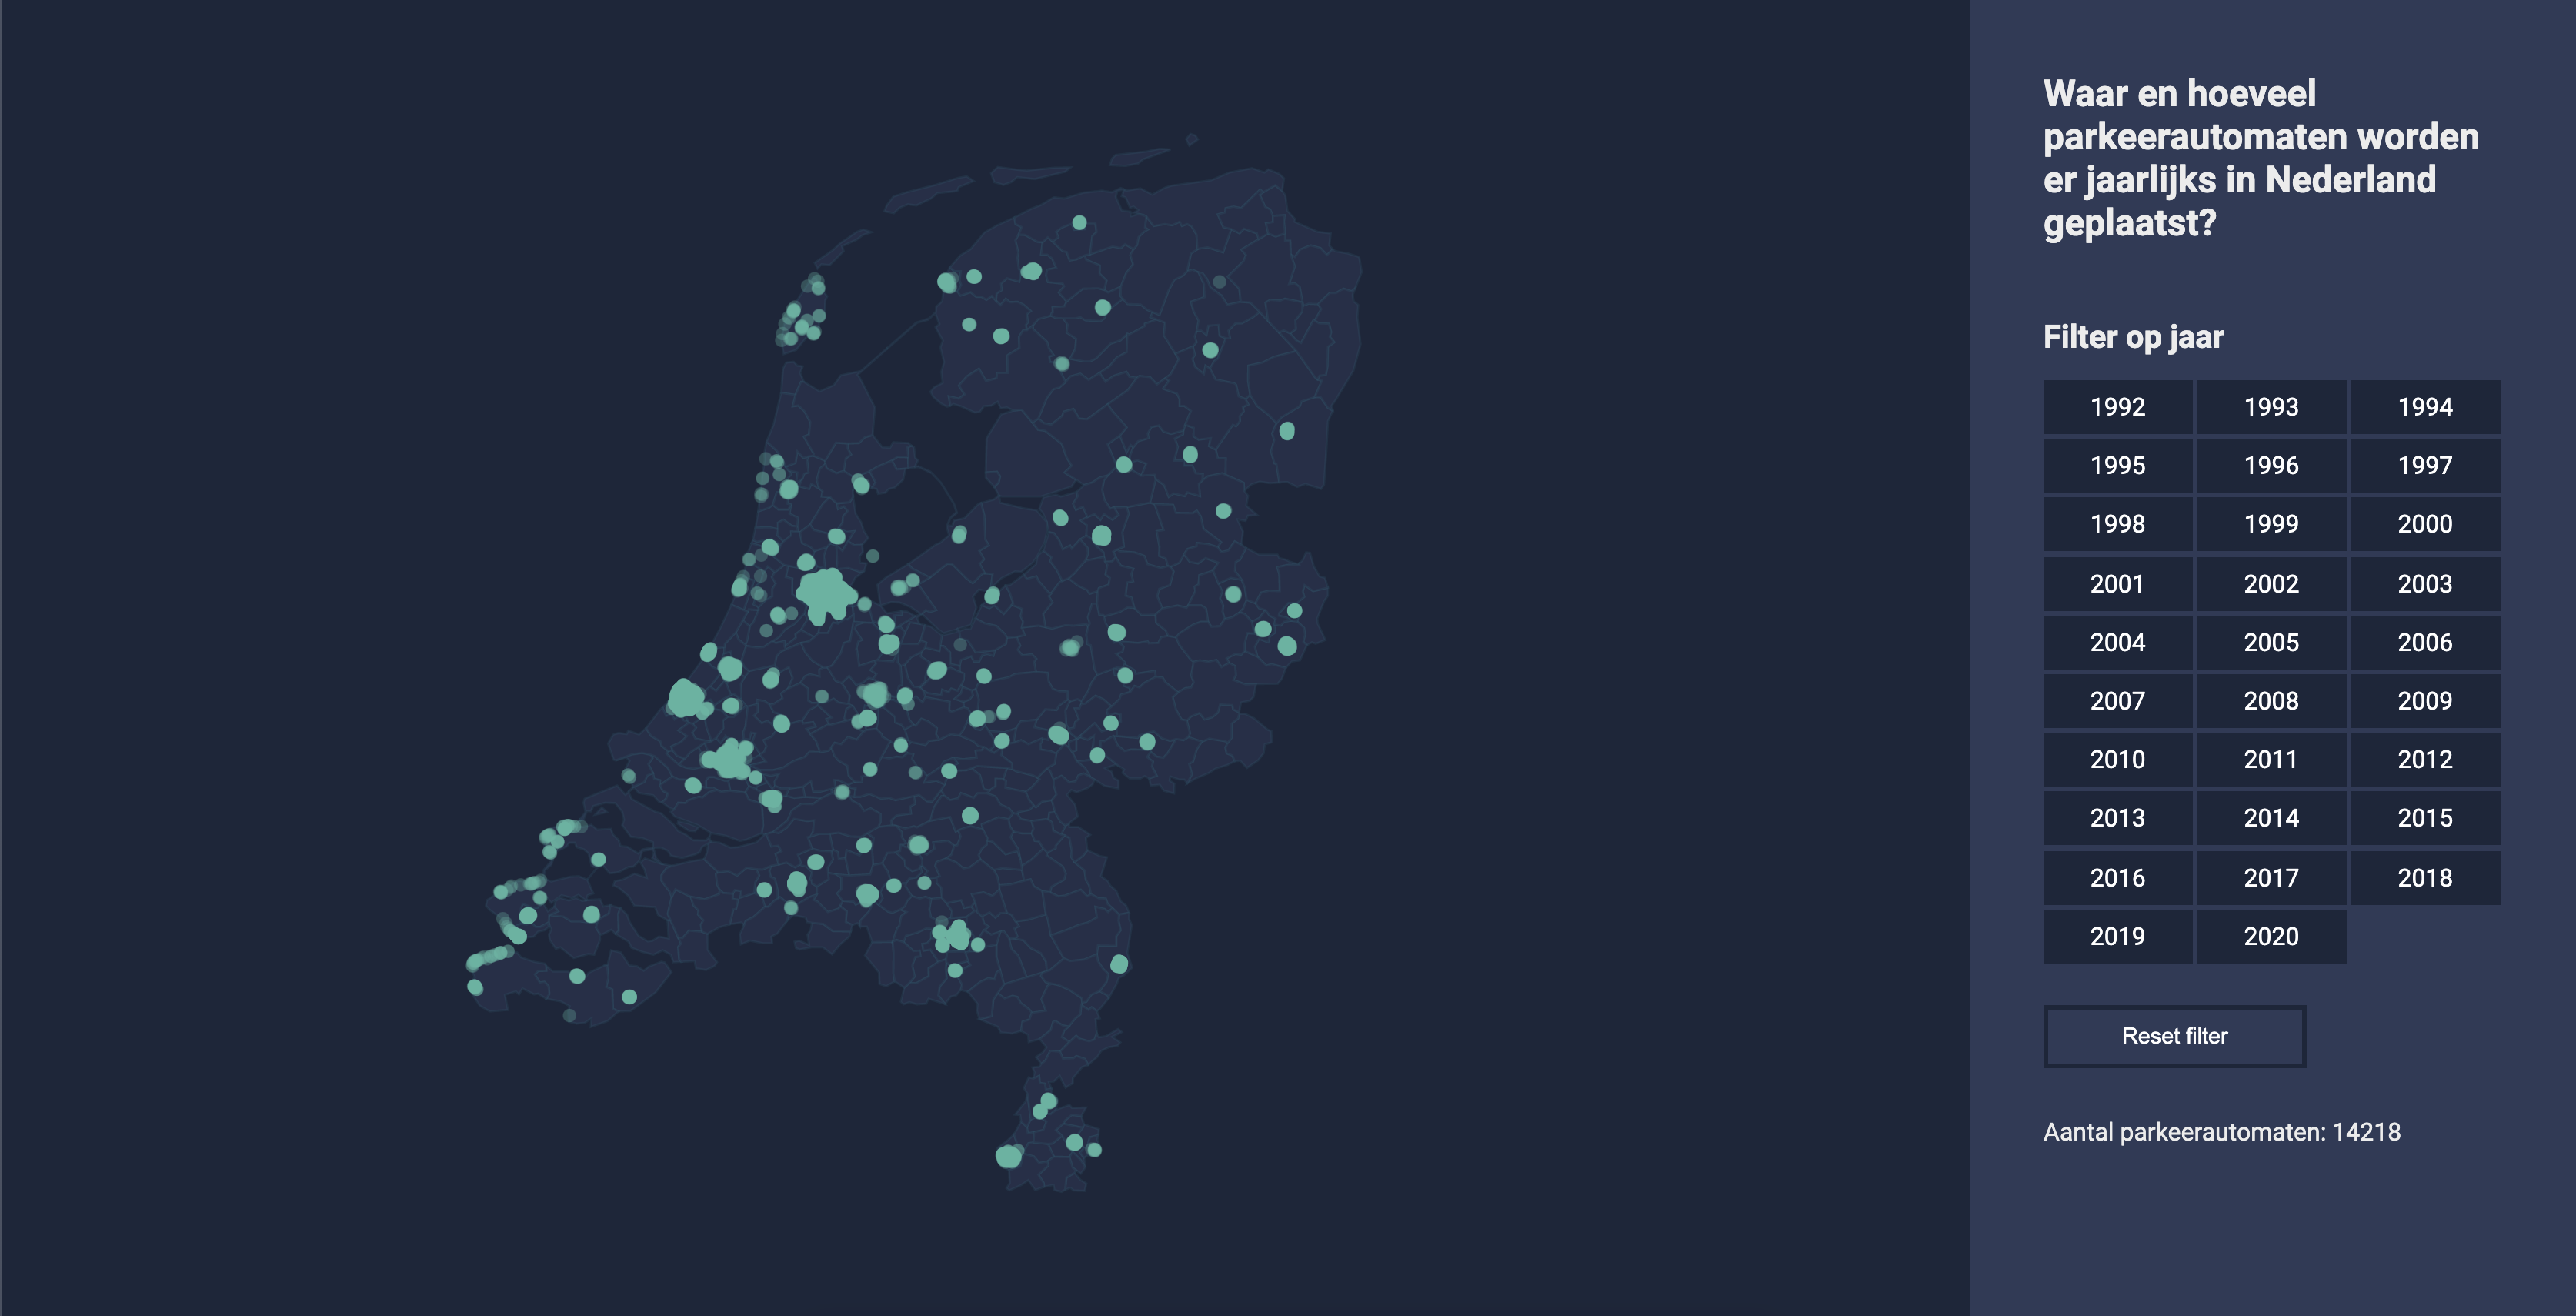 Waar en hoeveel
parkeerautomaten worden
er jaarlijks in Nederland
geplaatst?
Filter op jaar
1992 1993 1994
1995 1996 1997
1998 1999 2000
2001 2002 2003
2004 2005 2006
2007 2008 2009
2010 2011 2012
2013 2014 2015
2016 2017 2018
2019 2020
Reset filter
Aantal parkeerautomaten: 14218